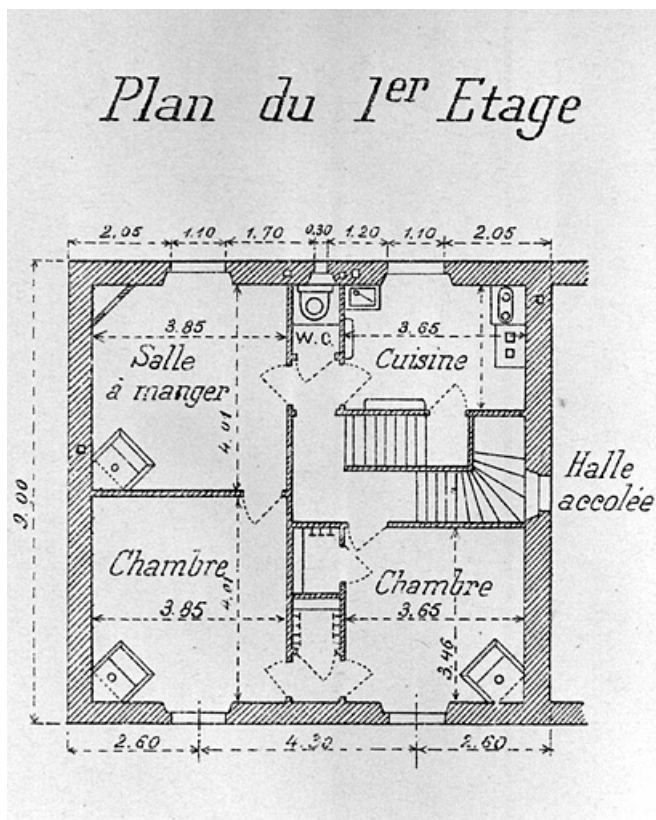 Plan du 1er Etage
2.05 1.10 1.70 0.30 1.20 1.10 2.05
3.85
Salle
à manger
4.01
W.C.
3.65
Cuisine
9.00
Halle
accolée
Chambre
3.85
4.01
Chambre
3.65
3.46
2.60 4.30 2.60